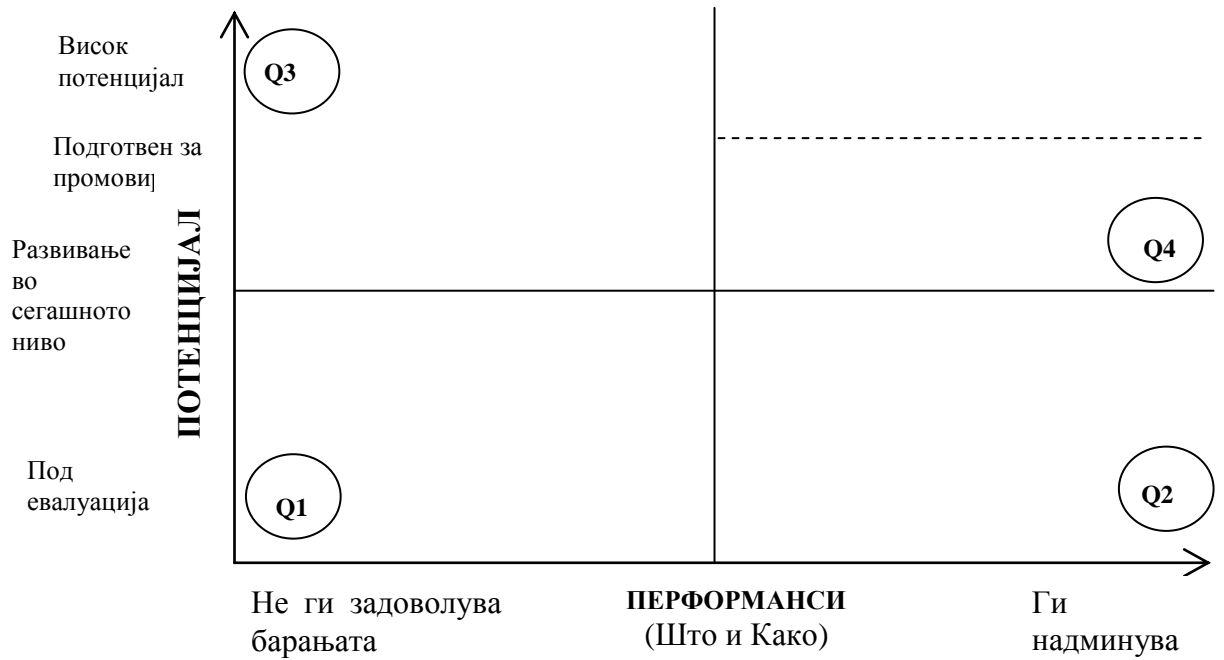 Висок
потенцијал
Q3
Подготвен за
промовир
ПОТЕНЦИЈАЛ
Развивање
во
сегашното
ниво
Q4
Под
евалуација
Q1
Q2
Не ги задоволува
барањата
ПЕРФОРМАНСИ
(Што и Како)
Ги
надминува